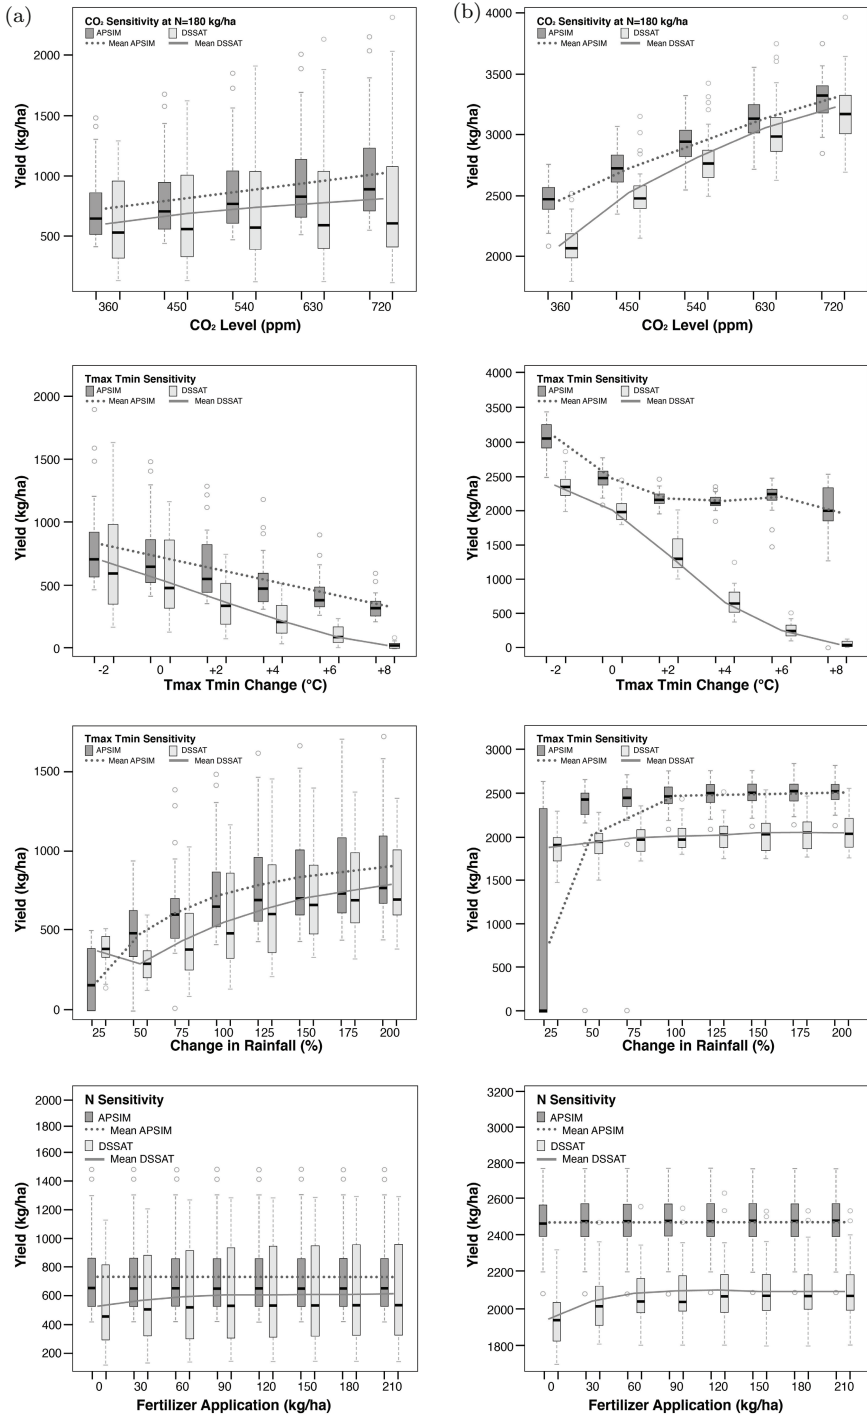 (a)
CO₂ Sensitivity at N=180 kg/ha
APSIM DSSAT
Mean APSIM Mean DSSAT
Yield (kg/ha)
2000
1500
1000
500
360 450 540 630 720
CO₂ Level (ppm)
(b)
CO₂ Sensitivity at N=180 kg/ha
APSIM DSSAT
Mean APSIM Mean DSSAT
Yield (kg/ha)
4000
3500
3000
2500
2000
360 450 540 630 720
CO₂ Level (ppm)
Tmax Tmin Sensitivity
APSIM DSSAT
Mean APSIM Mean DSSAT
Yield (kg/ha)
2000
1500
1000
500
0
-2 0 +2 +4 +6 +8
Tmax Tmin Change (°C)
Tmax Tmin Sensitivity
APSIM DSSAT
Mean APSIM Mean DSSAT
Yield (kg/ha)
4000
3500
3000
2500
2000
1500
1000
500
0
-2 0 +2 +4 +6 +8
Tmax Tmin Change (°C)
Tmax Tmin Sensitivity
APSIM DSSAT
Mean APSIM Mean DSSAT
Yield (kg/ha)
1500
1000
500
0
25 50 75 100 125 150 175 200
Change in Rainfall (%)
Tmax Tmin Sensitivity
APSIM DSSAT
Mean APSIM Mean DSSAT
Yield (kg/ha)
3000
2500
2000
1500
1000
500
0
25 50 75 100 125 150 175 200
Change in Rainfall (%)
N Sensitivity
APSIM
Mean APSIM
DSSAT
Mean DSSAT
Yield (kg/ha)
2000
1800
1600
1400
1200
1000
800
600
400
200
0 30 60 90 120 150 180 210
Fertilizer Application (kg/ha)
N Sensitivity
APSIM
Mean APSIM
DSSAT
Mean DSSAT
Yield (kg/ha)
3200
3000
2800
2600
2400
2200
2000
1800
0 30 60 90 120 150 180 210
Fertilizer Application (kg/ha)